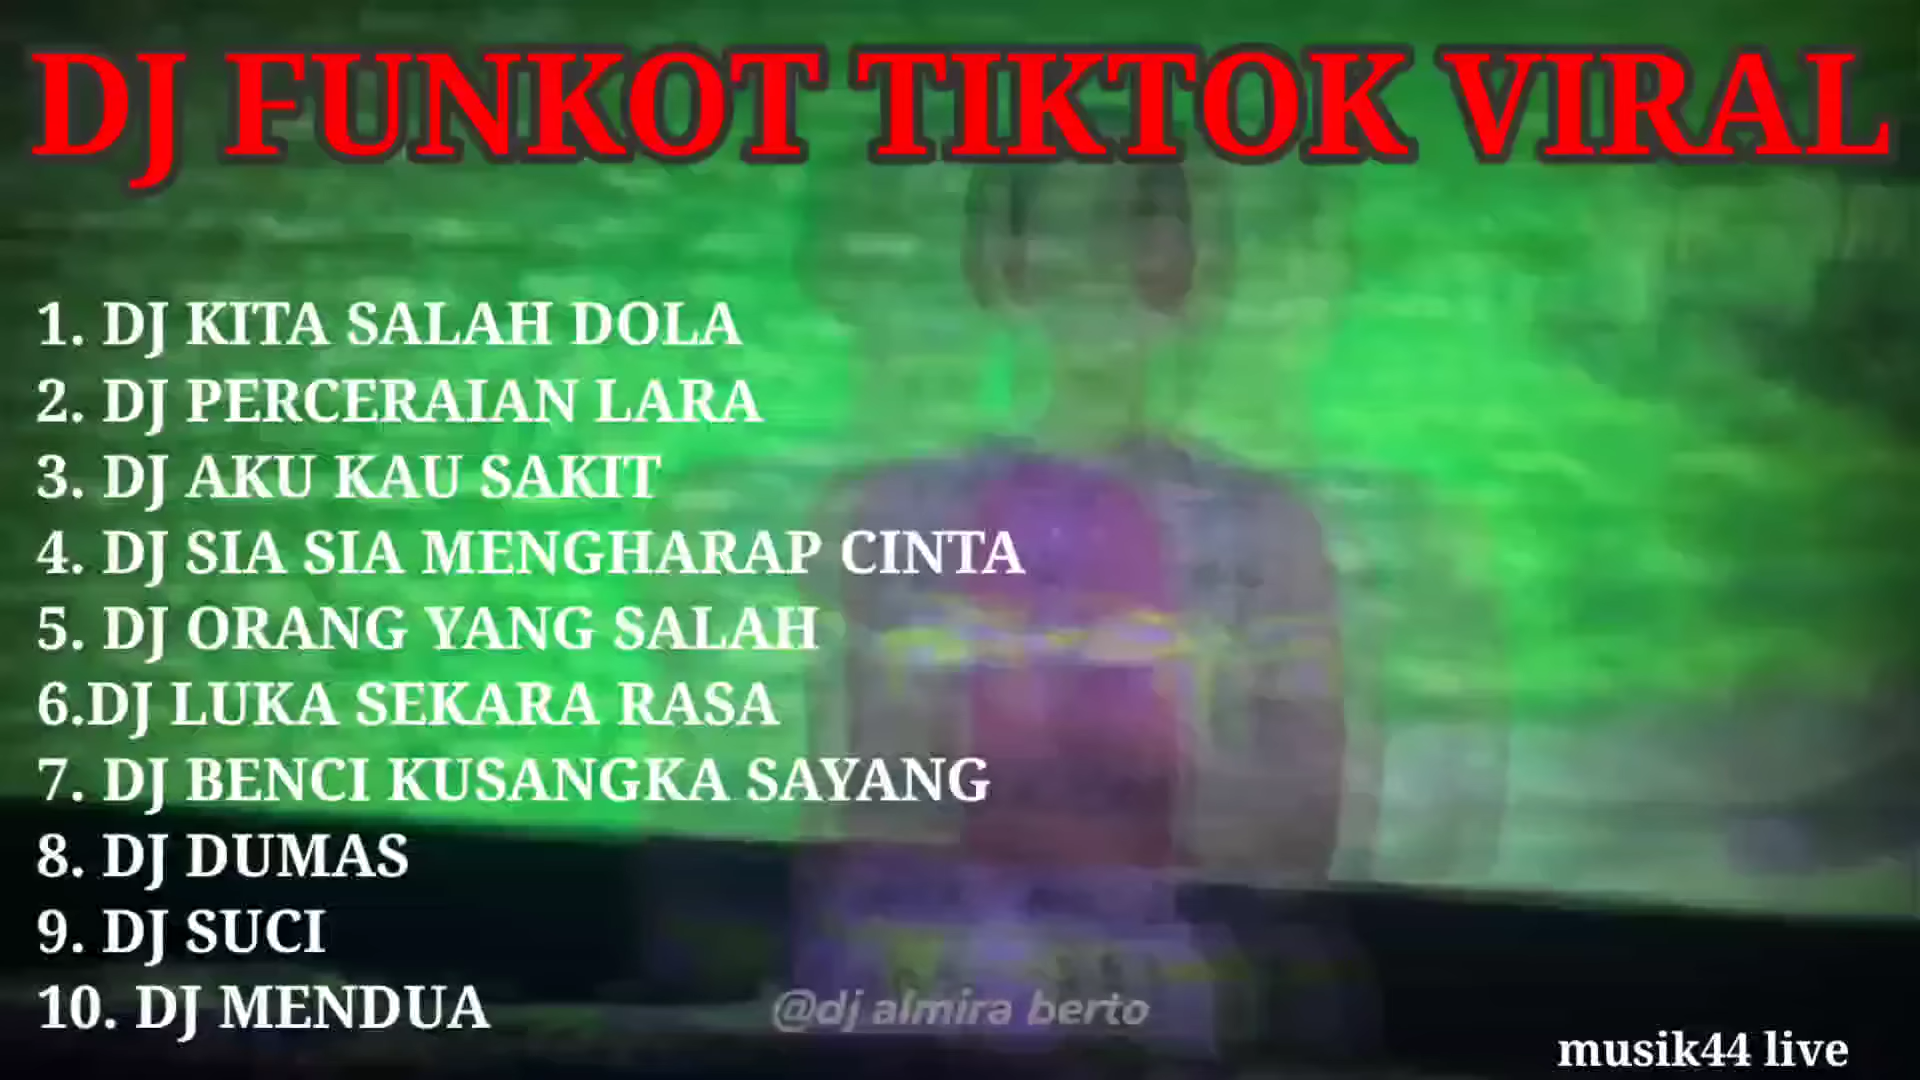 DJ FUNKOT TIKTOK VIRAL
1. DJ KITA SALAH DOLA
2. DJ PERCERAIAN LARA
3. DJ AKU KAU SAKIT
4. DJ SIA SIA MENGHARAP CINTA
5. DJ ORANG YANG SALAH
6.DJ LUKA SEKARA RASA
7. DJ BENCI KUSANGKA SAYANG
8. DJ DUMAS
9. DJ SUCI
10. DJ MENDUA
@dj almira berto
musik44 live